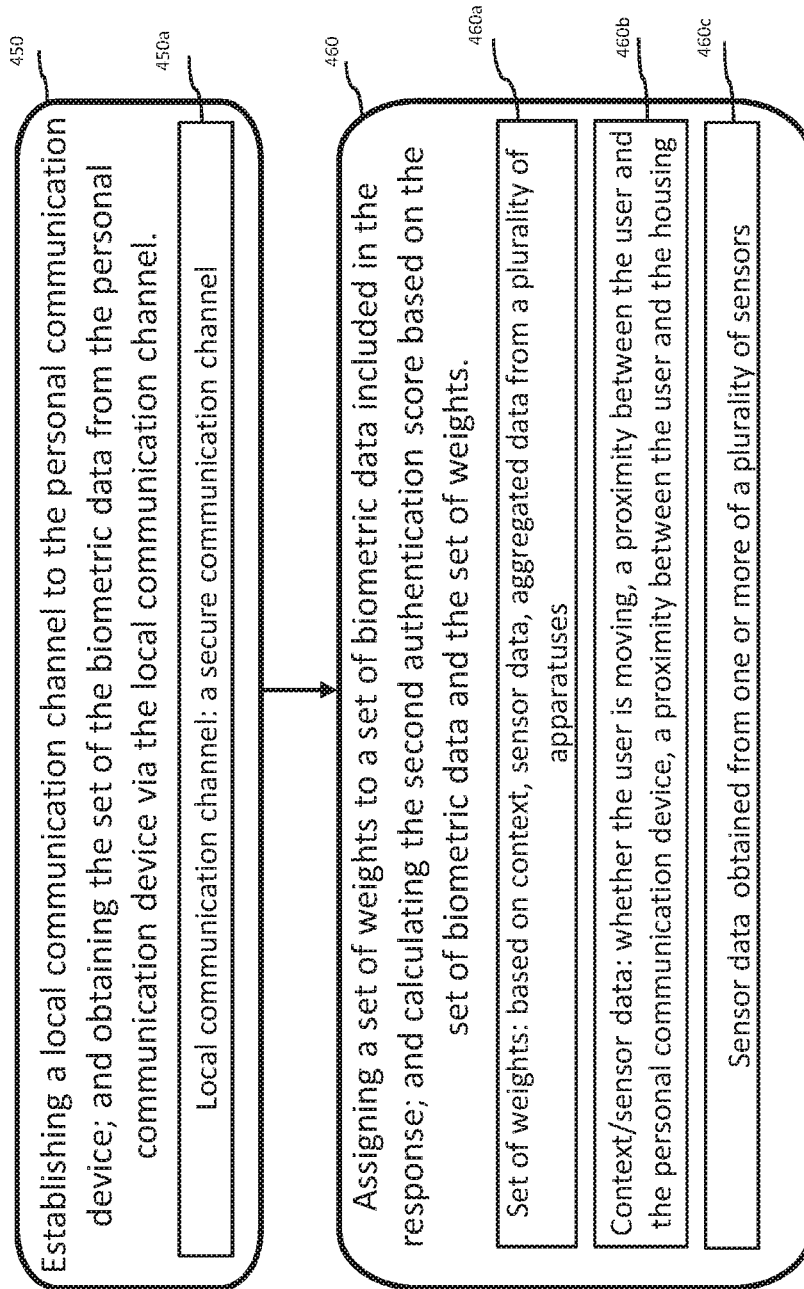 450
Establishing a local communication channel to the personal communication
device; and obtaining the set of the biometric data from the personal
communication device via the local communication channel.
450a
Local communication channel: a secure communication channel
460
Assigning a set of weights to a set of biometric data included in the
response; and calculating the second authentication score based on the
set of biometric data and the set of weights.
460a
Set of weights: based on context, sensor data, aggregated data from a plurality of
apparatuses
460b
Context/sensor data: whether the user is moving, a proximity between the user and
the personal communication device, a proximity between the user and the housing
460c
Sensor data obtained from one or more of a plurality of sensors